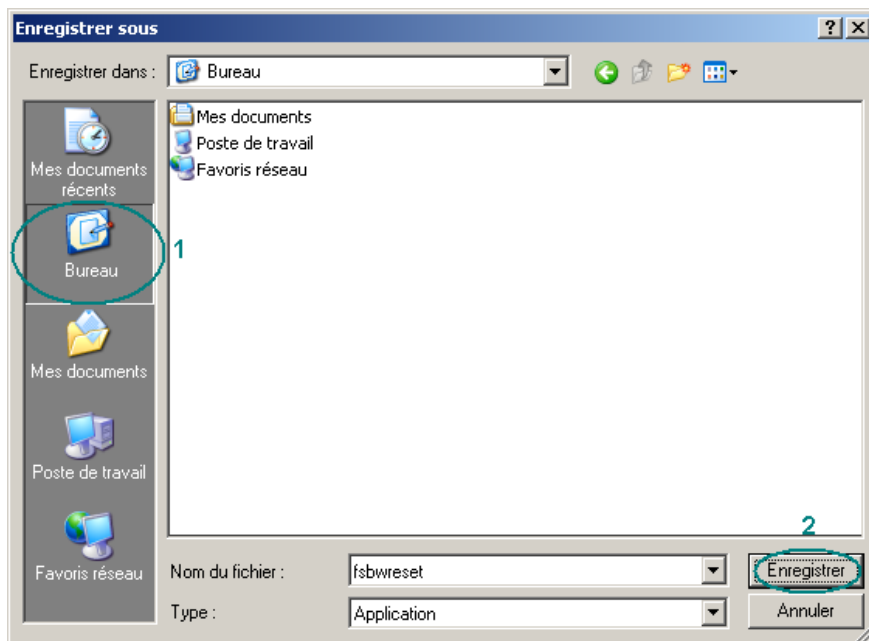 Enregistrer sous
Enregistrer dans :
Bureau
Mes documents
récents
Bureau
1
Mes documents
Poste de travail
Favoris réseau
Mes documents
Poste de travail
Favoris réseau
2
Nom du fichier :
fsbwreset
Enregistrer
Type :
Application
Annuler